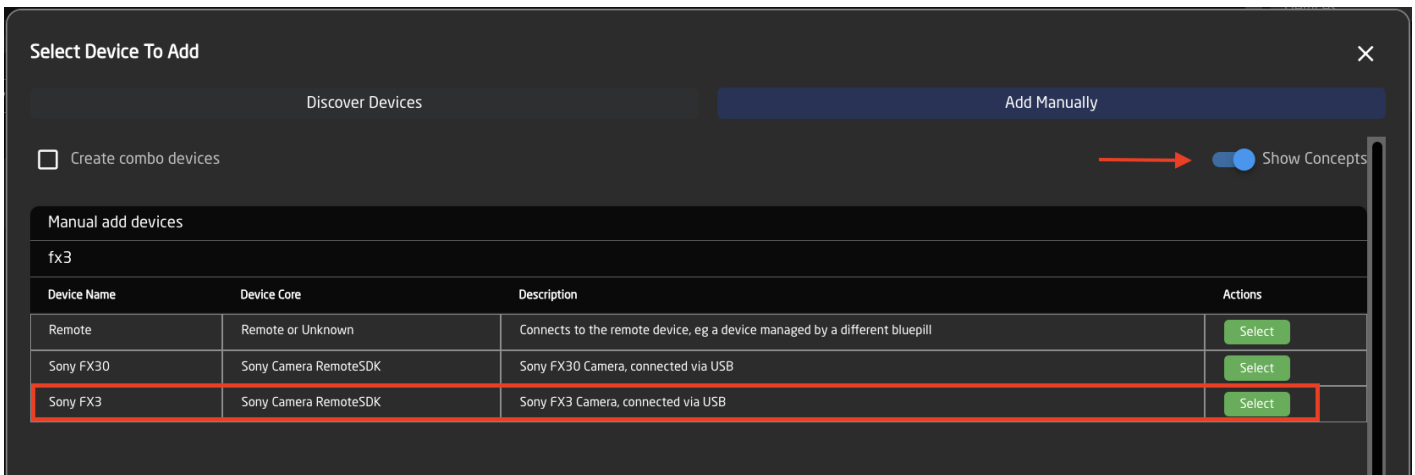 Select Device To Add
Discover Devices Add Manually
Create combo devices Show Concepts
Manual add devices
fx3
Device Name Device Core Description Actions
Remote Remote or Unknown Connects to the remote device, eg a device managed by a different bluepill Select
Sony FX30 Sony Camera RemoteSDK Sony FX30 Camera, connected via USB Select
Sony FX3 Sony Camera RemoteSDK Sony FX3 Camera, connected via USB Select